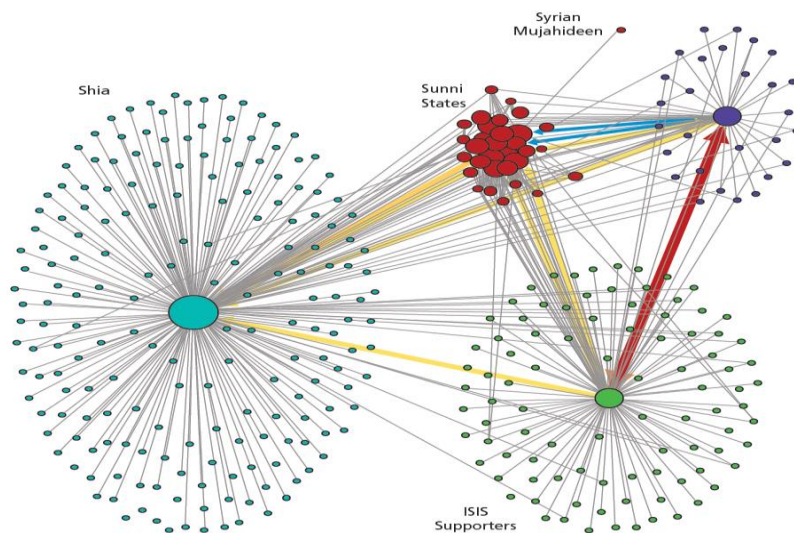 Syrian
Mujahideen
Shia
Sunni
States
ISIS
Supporters